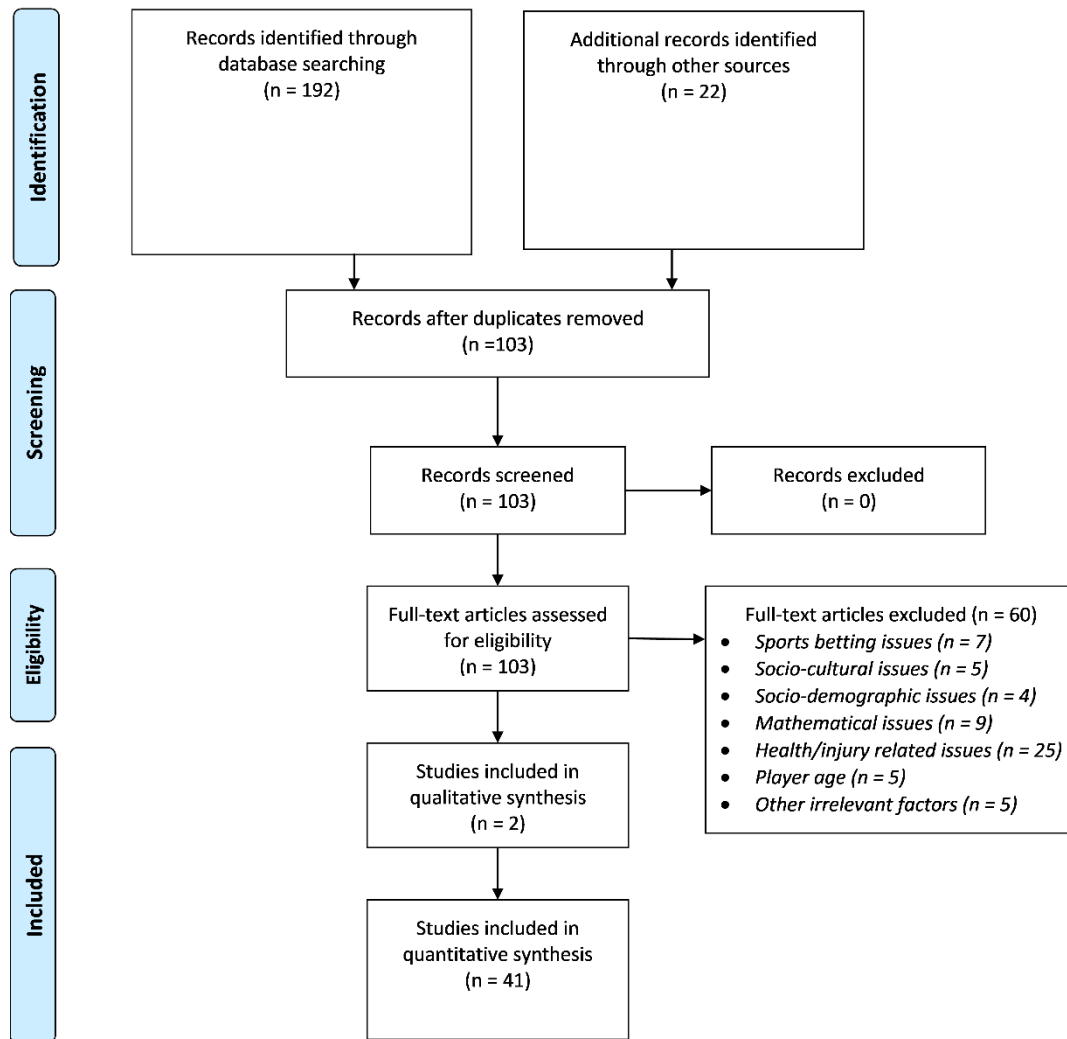 Identification
Records identified through
database searching
(n = 192)
Additional records identified
through other sources
(n = 22)
Screening
Records after duplicates removed
(n =103)
Records screened
(n = 103)
Records excluded
(n = 0)
Eligibility
Full-text articles assessed
for eligibility
(n = 103)
Full-text articles excluded (n = 60)
• Sports betting issues (n = 7)
• Socio-cultural issues (n = 5)
• Socio-demographic issues (n = 4)
• Mathematical issues (n = 9)
• Health/injury related issues (n = 25)
• Player age (n = 5)
• Other irrelevant factors (n = 5)
Included
Studies included in
qualitative synthesis
(n = 2)
Studies included in
quantitative synthesis
(n = 41)